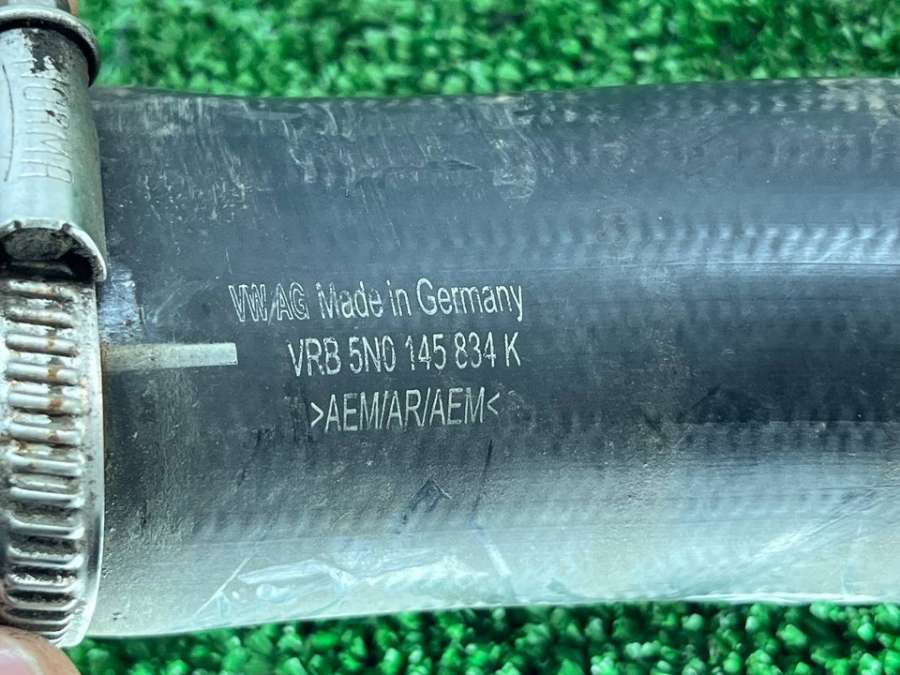 VW/AG Made in Germany
VRB 5N0 145 834 K
>AEM/AR/AEM<